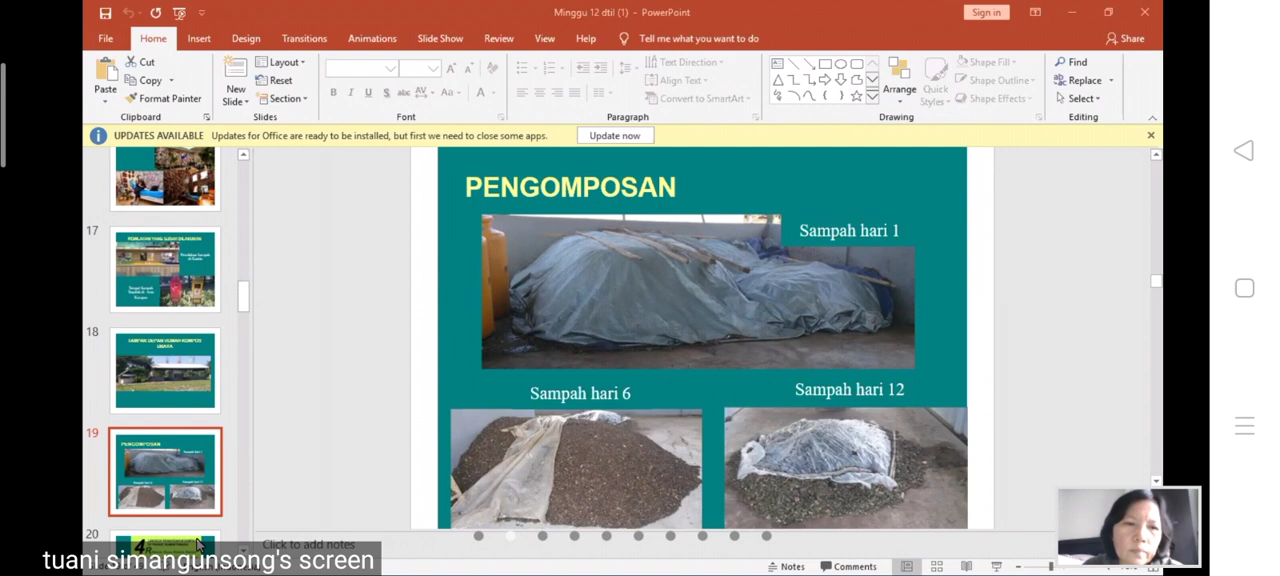 Minggu 12 dtil (1) - PowerPoint
Sign in
File Home Insert Design Transitions Animations Slide Show Review View Help Tell me what you want to do Share
Paste
Cut
Copy
Format Painter
Clipboard
New
Slide
Layout
Reset
Section
Slides
Font
Text Direction
Align Text
Convert to SmartArt
Paragraph
Arrange
Quick
Styles
Drawing
Shape Fill
Shape Outline
Shape Effects
Find
Replace
Select
Editing
UPDATES AVAILABLE Updates for Office are ready to be installed, but first we need to close some apps. Update now
17
18
19
20
PENGOMPOSAN
Sampah hari 1
Sampah hari 6
Sampah hari 12
Click to add notes
tuani simangunsong's screen
Notes Comments